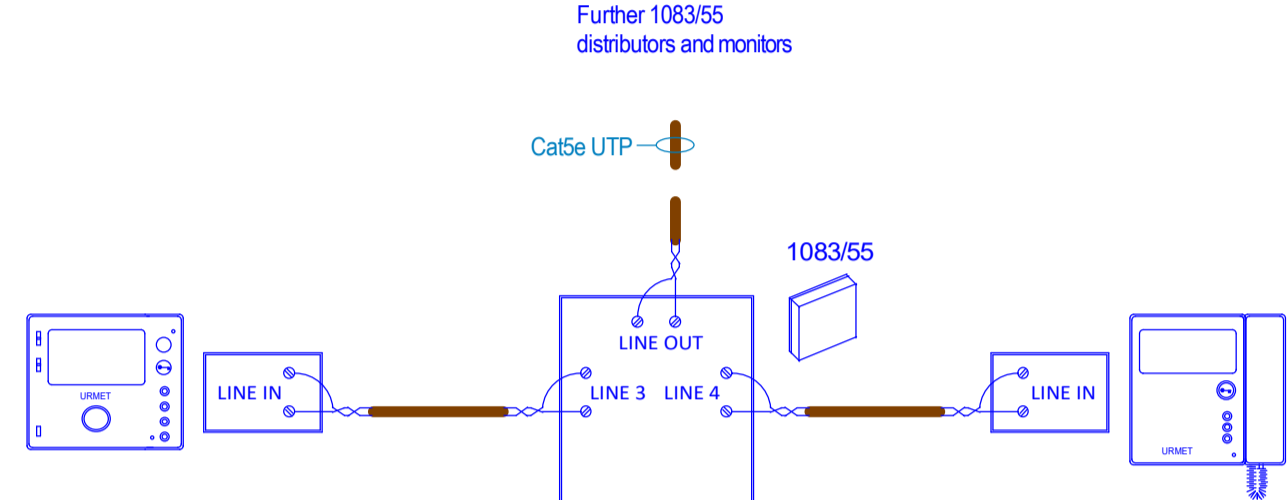 Further 1083/55
distributors and monitors
Cat5e UTP
1083/55
LINE OUT
LINE IN
LINE 3
LINE 4
LINE IN
URMET
URMET